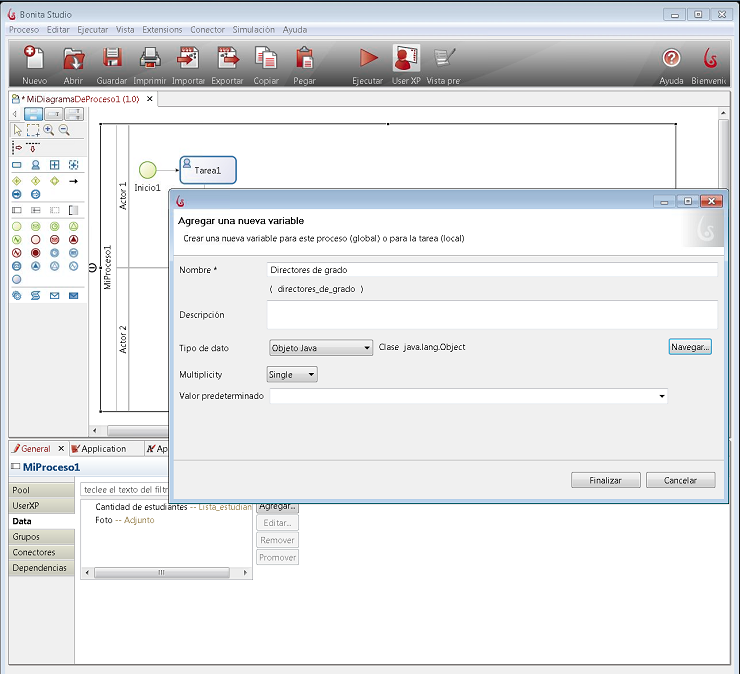 Bonita Studio
Proceso Editar Ejecutar Vista Extensions Conector Simulación Ayuda
Nuevo Abrir Guardar Imprimir Importar Exportar Copiar Pegar Ejecutar User XP Vista pre Ayuda Bienveni
* MiDiagramaDeProceso1 (1.0)
Actor 1
Inicio1
Tarea1
MiProceso1
Actor 2
Agregar una nueva variable
Crear una nueva variable para este proceso (global) o para la tarea (local)
Nombre * Directores de grado
( directores_de_grado )
Descripción
Tipo de dato Objeto Java Clase java.lang.Object Navegar...
Multiplicity Single
Valor predeterminado
Finalizar Cancelar
General Application Ap
MiProceso1
Pool
UserXP
Data
Grupos
Conectores
Dependencias
teclee el texto del filtr
Cantidad de estudiantes -- Lista_estudian
Foto -- Adjunto
Agregar...
Editar...
Remover
Promover